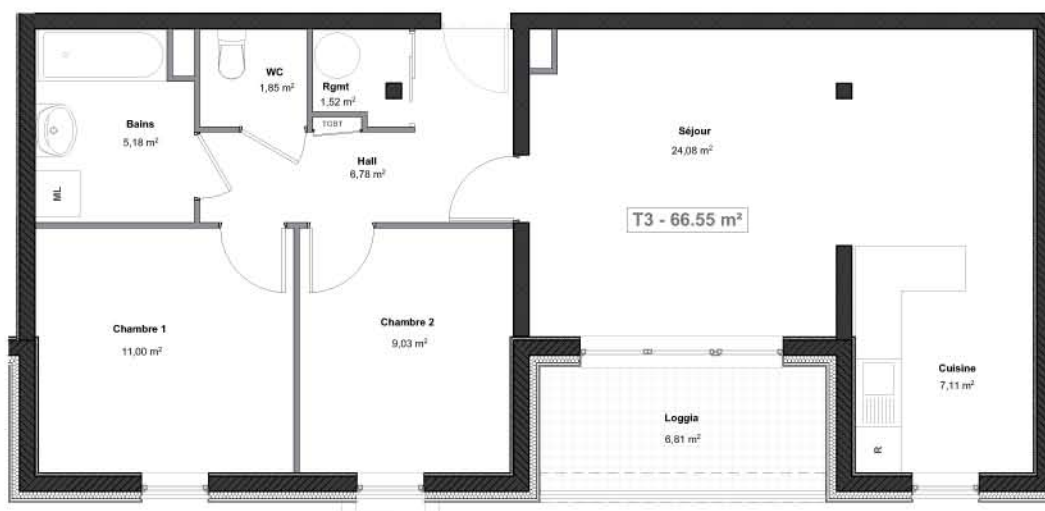 WC
1,85 m²
Rgmt
1,52 m²
TGBT
Bains
5,18 m²
ML
Hall
6,78 m²
Séjour
24,08 m²
T3 - 66.55 m²
Chambre 1
11,00 m²
Chambre 2
9,03 m²
Loggia
6,81 m²
Cuisine
7,11 m²
R